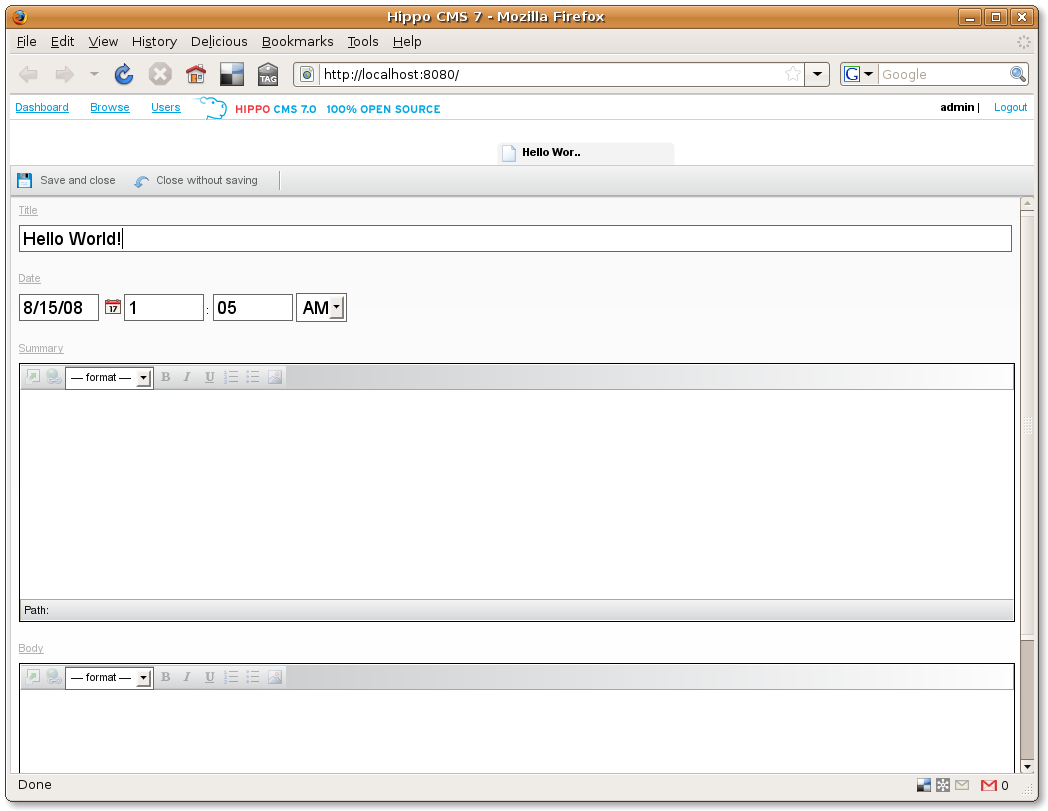 Hippo CMS 7 - Mozilla Firefox
File Edit View History Delicious Bookmarks Tools Help
TAG http://localhost:8080/ G Google
Dashboard Browse Users HIPPO CMS 7.0 100% OPEN SOURCE admin | Logout
Hello Wor..
Save and close Close without saving
Title
Hello World!
Date
8/15/08 17 1 : 05 AM
Summary
— format — B I U
Path:
Body
— format — B I U
Done 0